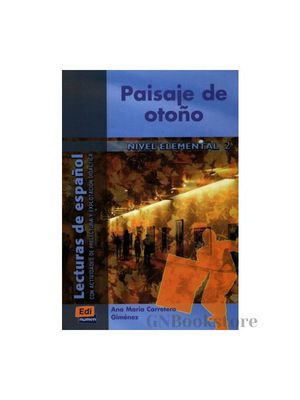 Paisaje de
otoño
NIVEL ELEMENTAL 2
Lecturas de español
CON ACTIVIDADES DE PRELECTURA Y EXPLOTACIÓN DIDÁCTICA
Ana María Carretero
Giménez
Edi
numen
GNBookstore